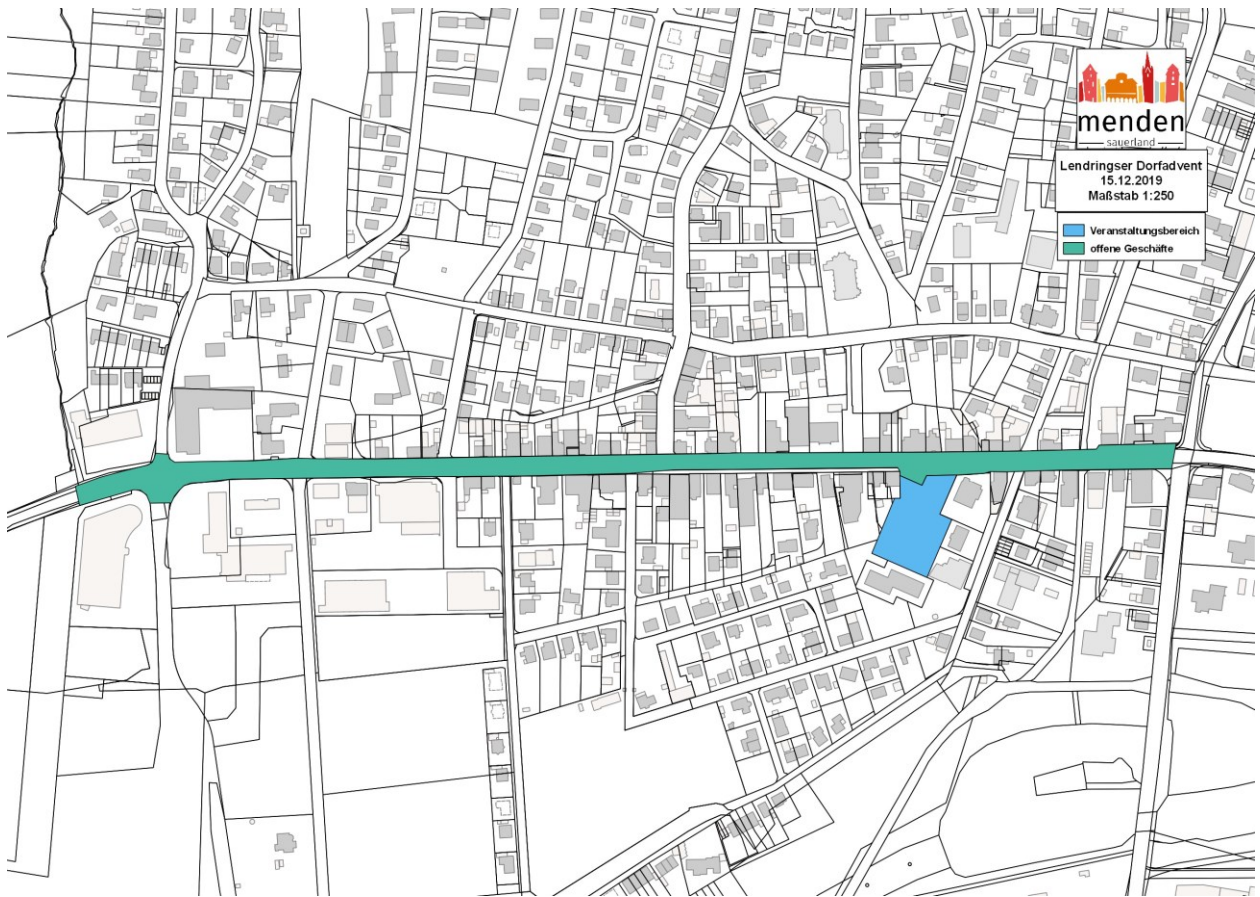 menden
sauerland
Lendringser Dorfadvent
15.12.2019
Maßstab 1:250
Veranstaltungsbereich
offene Geschäfte